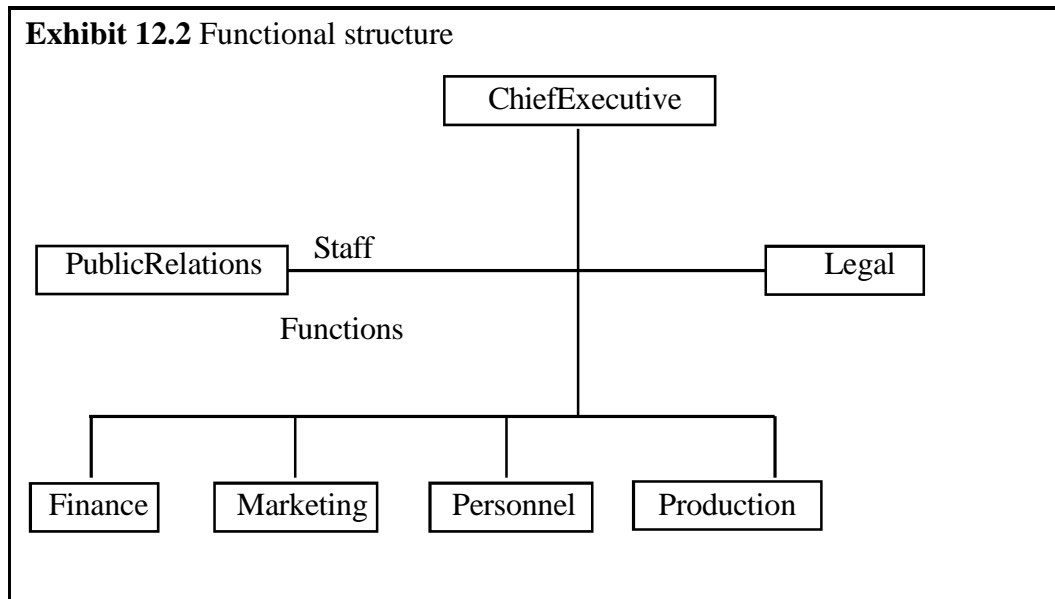 Exhibit 12.2 Functional structure
ChiefExecutive
Staff
PublicRelations
Legal
Functions
Finance
Marketing
Personnel
Production